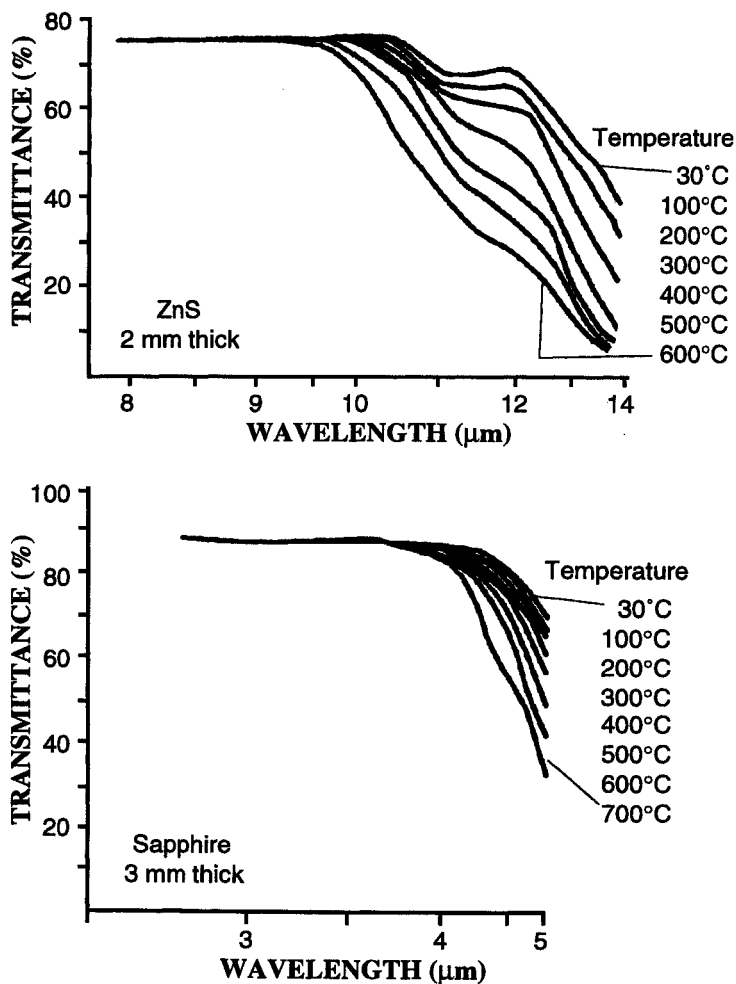 80
60
40
20
TRANSMITTANCE (%)
ZnS
2 mm thick
Temperature
30°C
100°C
200°C
300°C
400°C
500°C
600°C
8 9 10 12 14
WAVELENGTH (μm)
100
80
60
40
20
TRANSMITTANCE (%)
Sapphire
3 mm thick
Temperature
30°C
100°C
200°C
300°C
400°C
500°C
600°C
700°C
3 4 5
WAVELENGTH (μm)